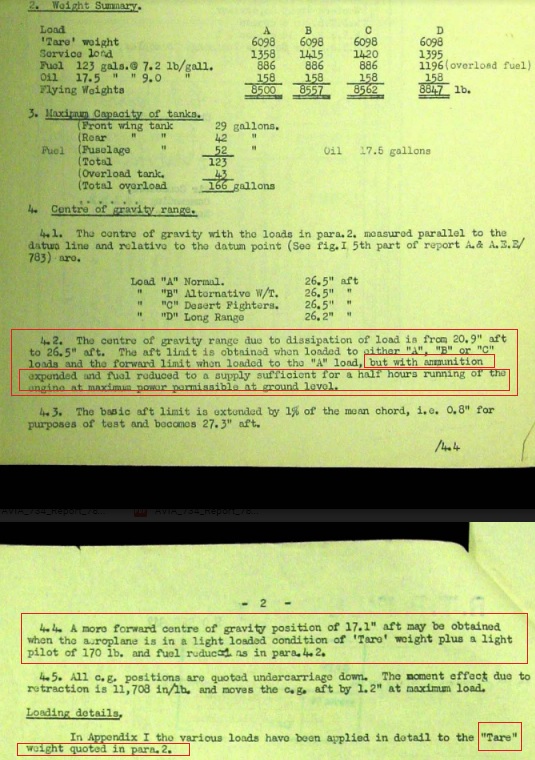 2. Weight Summary.
Load A B C D
'Tare' weight 6098 6098 6098 6098
Service load 1358 1415 1420 1395
Fuel 123 gals.@ 7.2 lb/gall. 886 886 886 1196(overload fuel)
Oil 17.5 " " 9.0 " 158 158 158 158
Flying Weights 8500 8557 8562 8847 lb.
3. Maximum Capacity of tanks.
(Front wing tank 29 gallons.
(Rear " " 42 "
Fuel (Fuselage " 52 " Oil 17.5 gallons
(Total 123
(Overload tank. 43
(Total overload 166 gallons
4. Centre of gravity range.
4.1. The centre of gravity with the loads in para.2. measured parallel to the
datum line and relative to the datum point (See fig.I 5th part of report A.& A.E.E/
783) are.
Load "A" Normal. 26.5" aft
" "B" Alternative W/T. 26.5" "
" "C" Desert Fighters. 26.5" "
" "D" Long Range 26.2" "
4.2. The centre of gravity range due to dissipation of load is from 20.9" aft
to 26.5" aft. The aft limit is obtained when loaded to either "A", "B" or "C"
loads and the forward limit when loaded to the "A" load, but with ammunition
expended and fuel reduced to a supply sufficient for a half hours running of the
engine at maximum power permissible at ground level.
4.3. The basic aft limit is extended by 1% of the mean chord, i.e. 0.8" for
purposes of test and becomes 27.3" aft.
/4.4
- 2 -
4.4. A more forward centre of gravity position of 17.1" aft may be obtained
when the aeroplane is in a light loaded condition of 'Tare' weight plus a light
pilot of 170 lb. and fuel reduced as in para.4.2.
4.5. All c.g. positions are quoted undercarriage down. The moment effect due to
retraction is 11,708 in/lb. and moves the c.g. aft by 1.2" at maximum load.
Loading details.
In Appendix I the various loads have been applied in detail to the "Tare"
weight quoted in para.2.